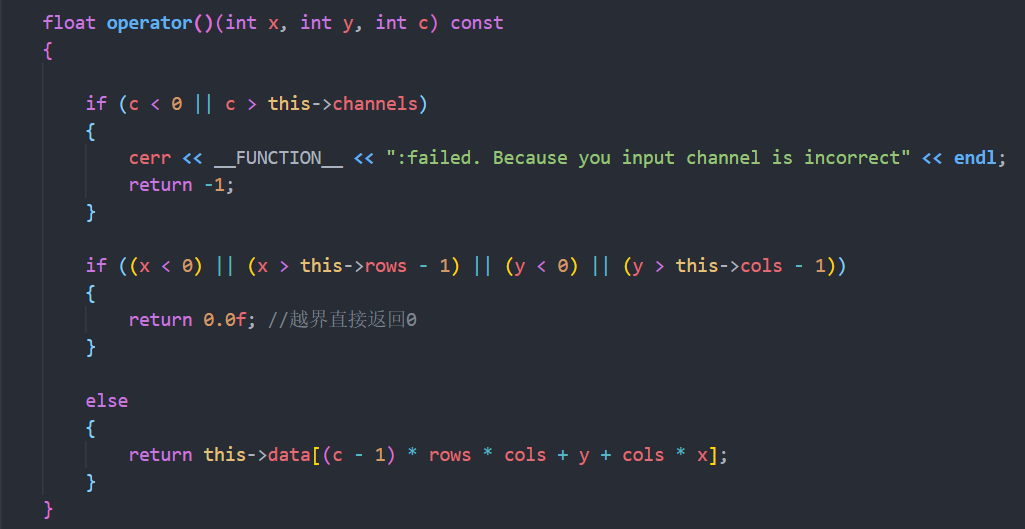 float operator()(int x, int y, int c) const
{
if (c < 0 || c > this->channels)
{
cerr << __FUNCTION__ << ":failed. Because you input channel is incorrect" << endl;
return -1;
}
if ((x < 0) || (x > this->rows - 1) || (y < 0) || (y > this->cols - 1))
{
return 0.0f; //越界直接返回0
}
else
{
return this->data[(c - 1) * rows * cols + y + cols * x];
}
}